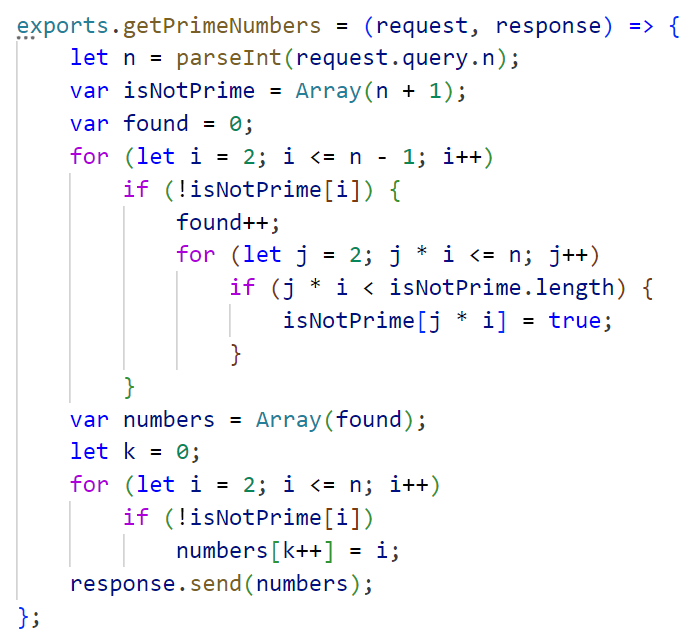 exports.getPrimeNumbers = (request, response) => {
    let n = parseInt(request.query.n);
    var isNotPrime = Array(n + 1);
    var found = 0;
    for (let i = 2; i <= n - 1; i++)
        if (!isNotPrime[i]) {
            found++;
            for (let j = 2; j * i <= n; j++)
                if (j * i < isNotPrime.length) {
                    isNotPrime[j * i] = true;
                }
        }
    var numbers = Array(found);
    let k = 0;
    for (let i = 2; i <= n; i++)
        if (!isNotPrime[i])
            numbers[k++] = i;
    response.send(numbers);
};